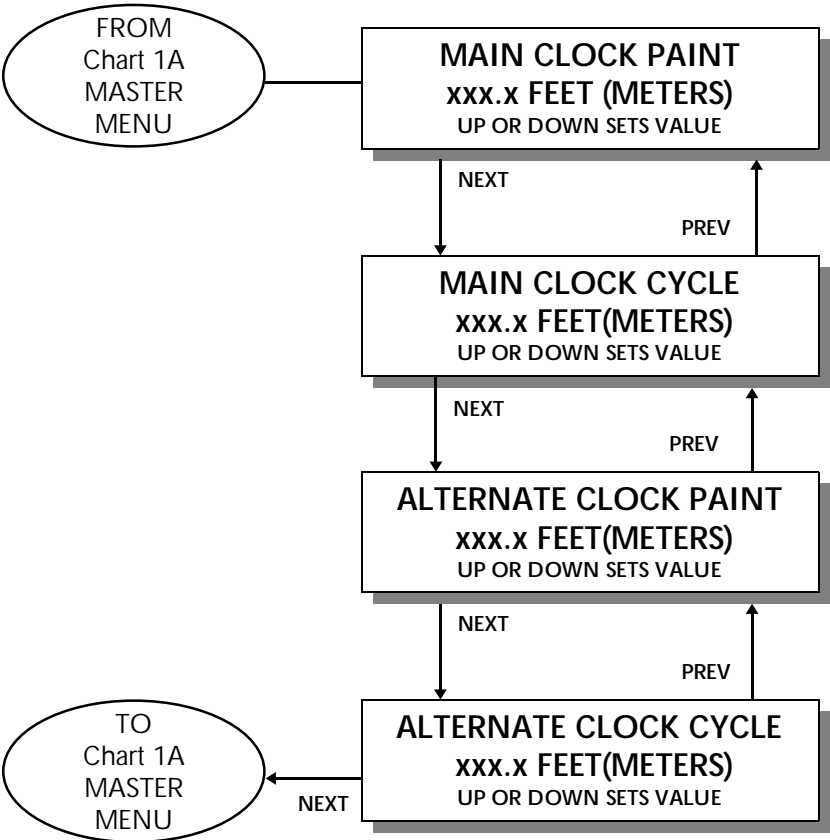 FROM
Chart 1A
MASTER
MENU
MAIN CLOCK PAINT
xxx.x FEET (METERS)
UP OR DOWN SETS VALUE
NEXT
PREV
MAIN CLOCK CYCLE
xxx.x FEET(METERS)
UP OR DOWN SETS VALUE
NEXT
PREV
ALTERNATE CLOCK PAINT
xxx.x FEET(METERS)
UP OR DOWN SETS VALUE
NEXT
PREV
ALTERNATE CLOCK CYCLE
xxx.x FEET(METERS)
UP OR DOWN SETS VALUE
NEXT
TO
Chart 1A
MASTER
MENU